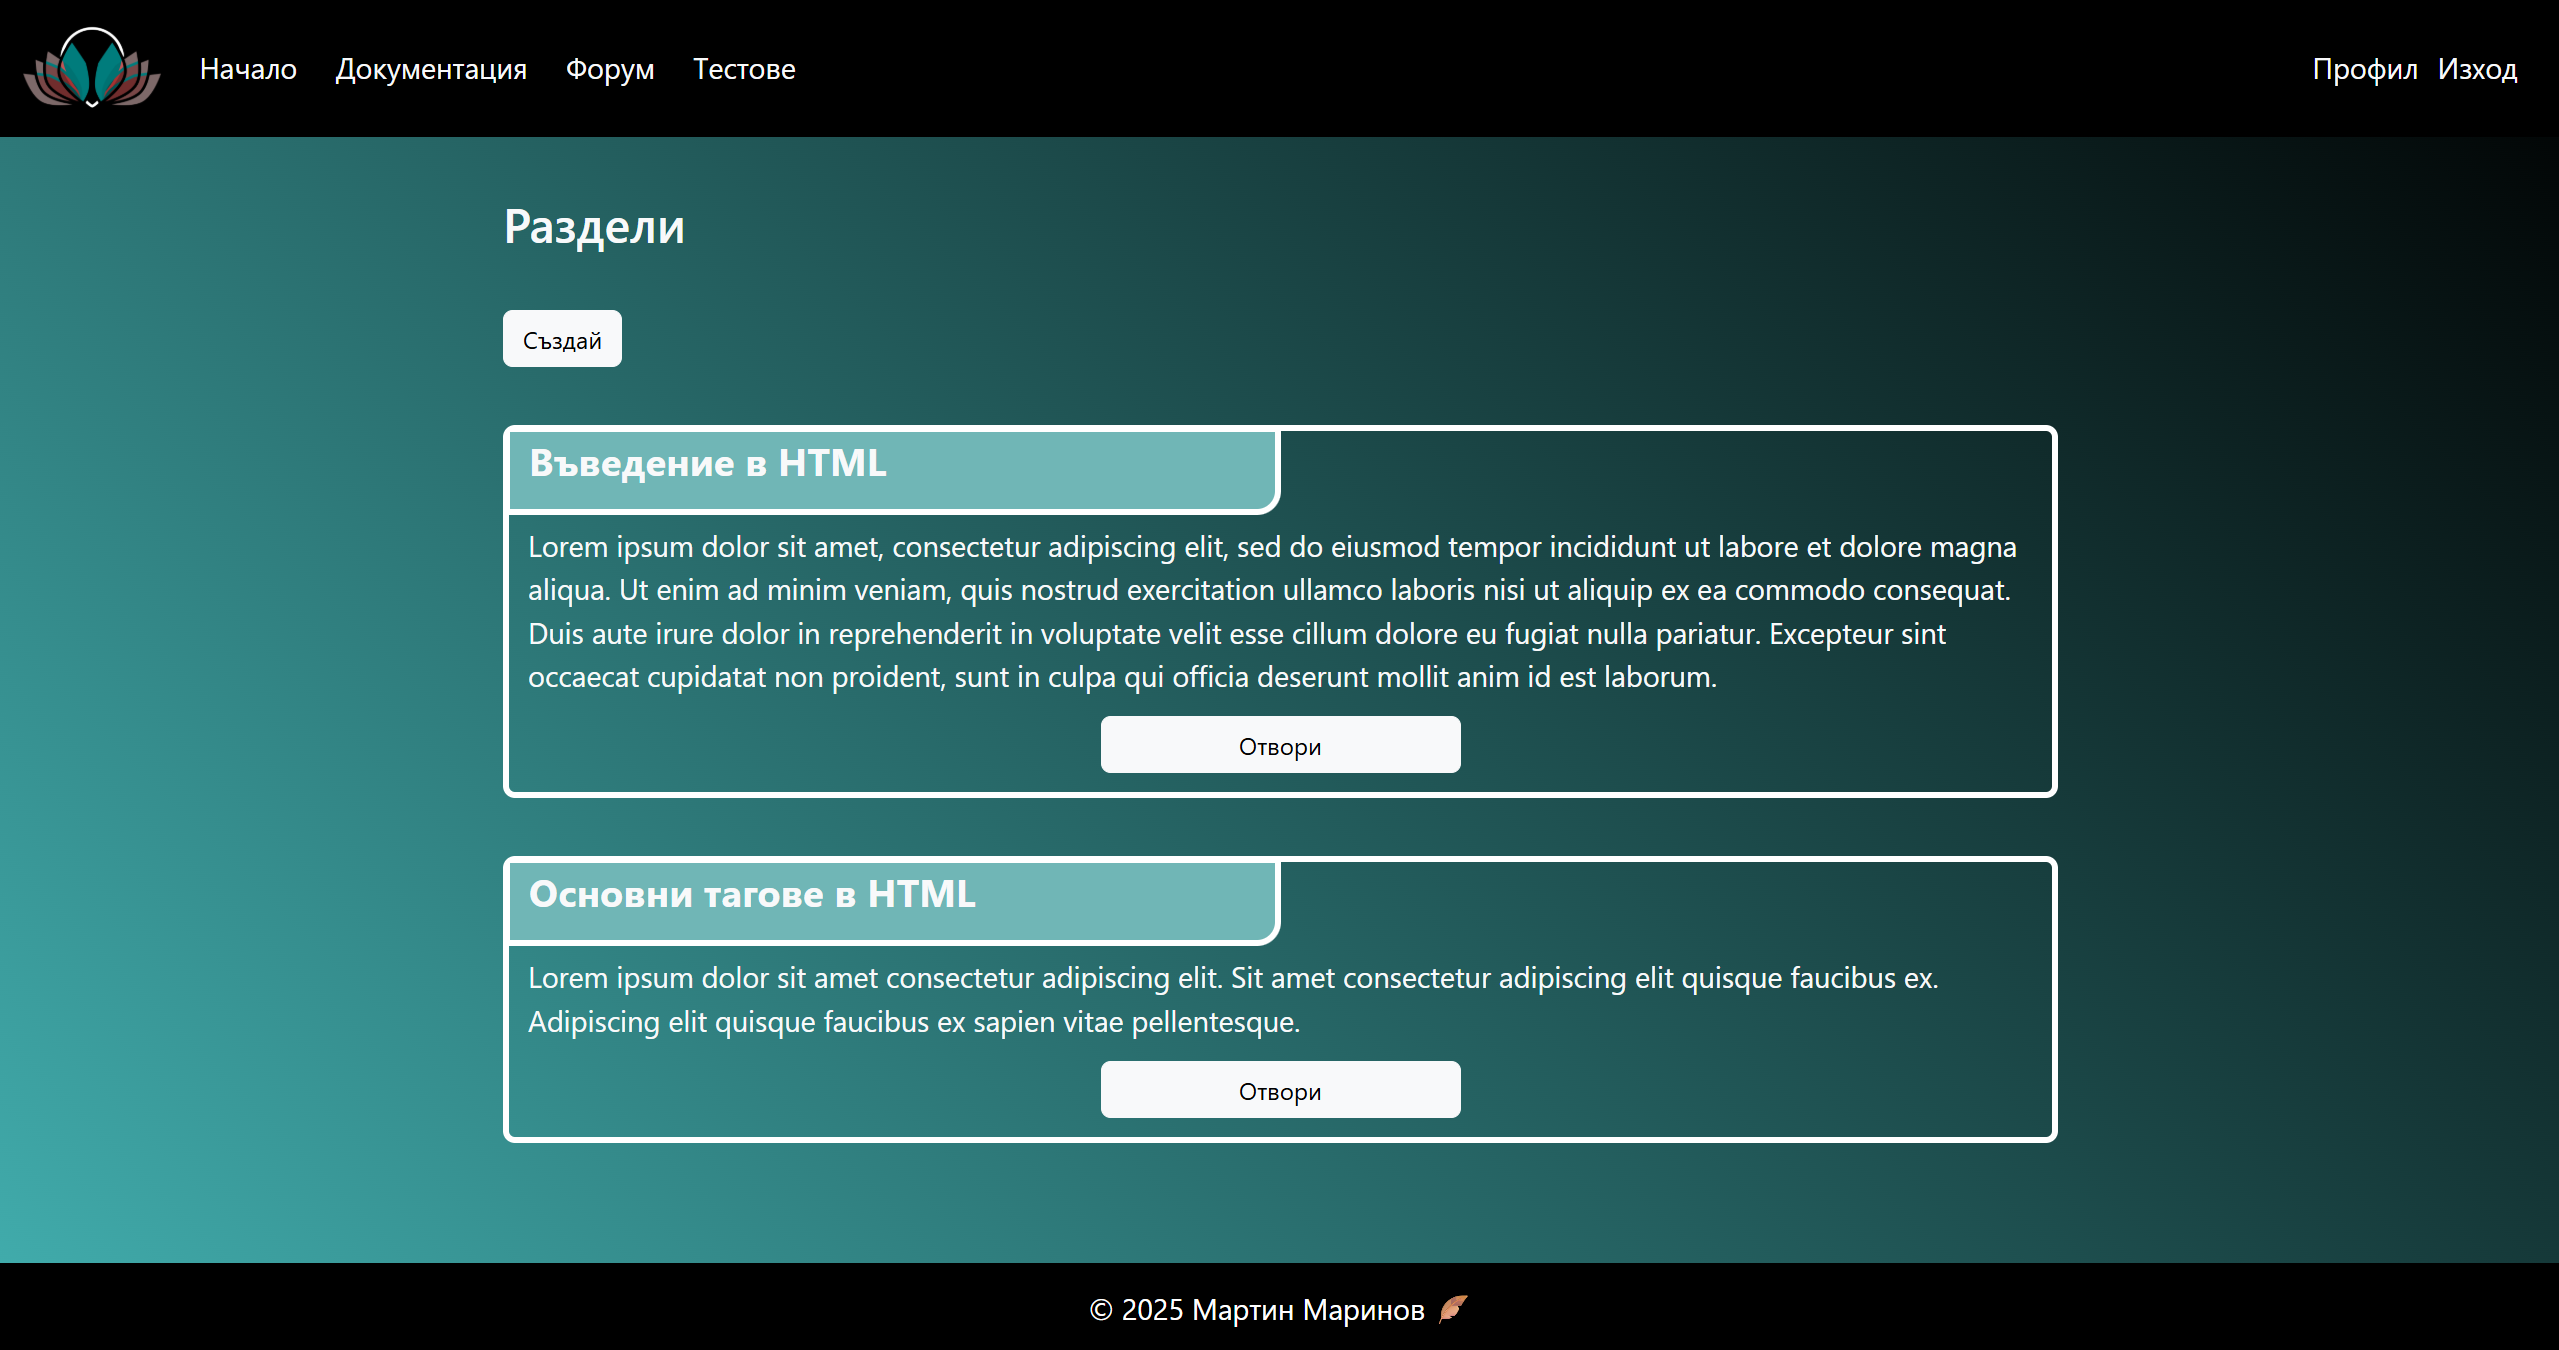 Начало Документация Форум Тестове Профил Изход
Раздели
Създай
Въведение в HTML
Lorem ipsum dolor sit amet, consectetur adipiscing elit, sed do eiusmod tempor incididunt ut labore et dolore magna
aliqua. Ut enim ad minim veniam, quis nostrud exercitation ullamco laboris nisi ut aliquip ex ea commodo consequat.
Duis aute irure dolor in reprehenderit in voluptate velit esse cillum dolore eu fugiat nulla pariatur. Excepteur sint
occaecat cupidatat non proident, sunt in culpa qui officia deserunt mollit anim id est laborum.
Отвори
Основни тагове в HTML
Lorem ipsum dolor sit amet consectetur adipiscing elit. Sit amet consectetur adipiscing elit quisque faucibus ex.
Adipiscing elit quisque faucibus ex sapien vitae pellentesque.
Отвори
© 2025 Мартин Маринов